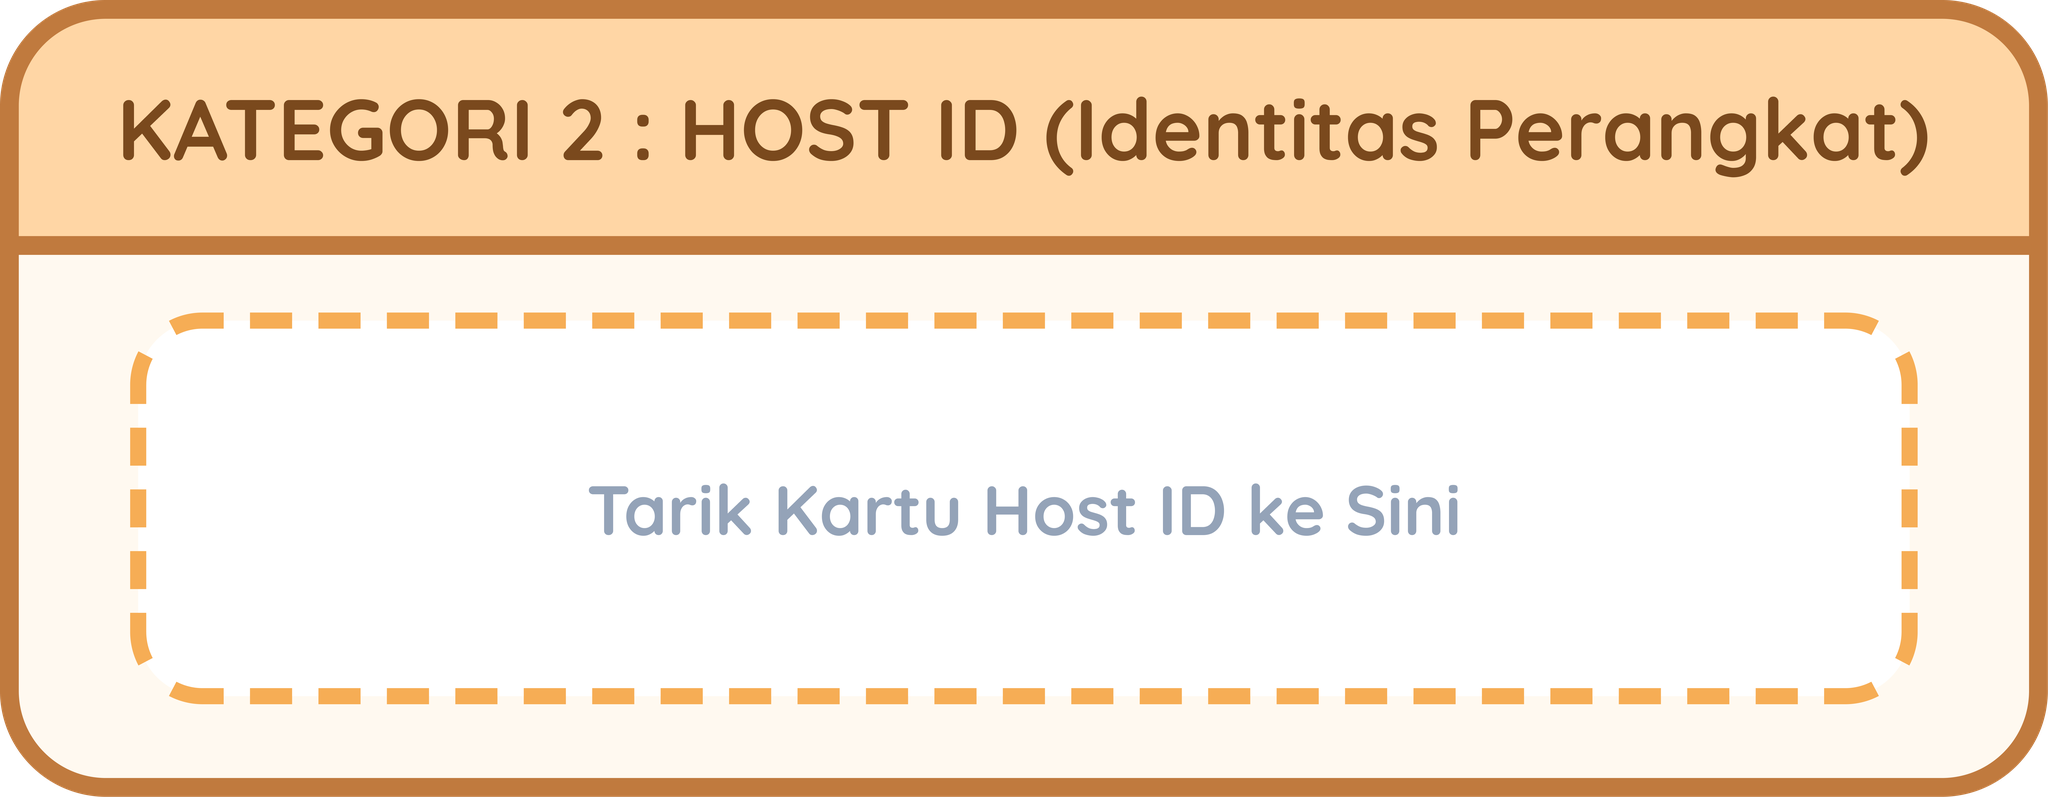 KATEGORI 2 : HOST ID (Identitas Perangkat)
Tarik Kartu Host ID ke Sini